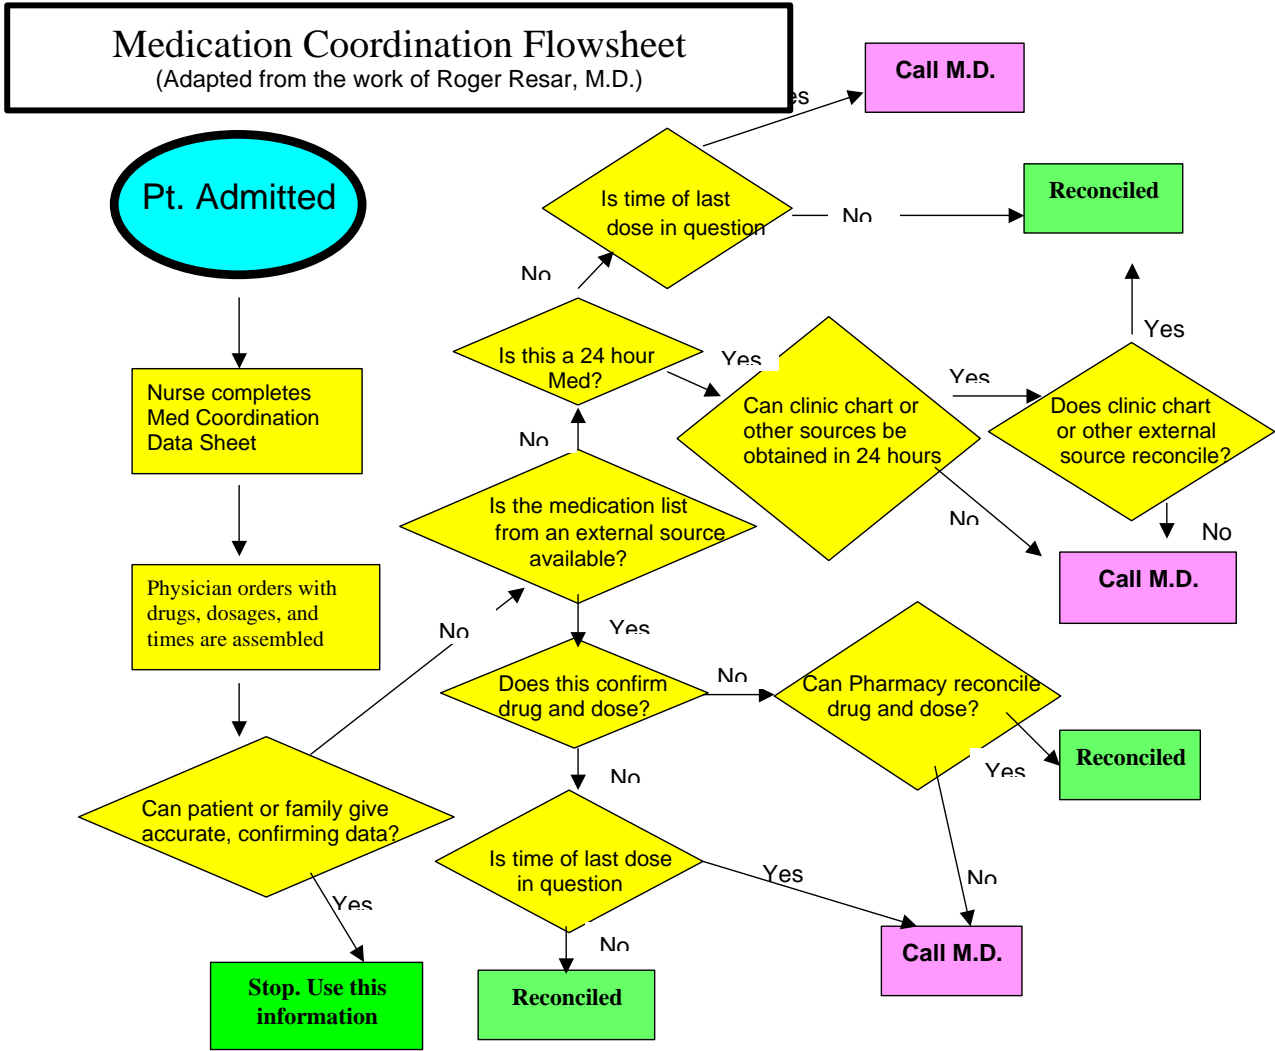 Medication Coordination Flowsheet
(Adapted from the work of Roger Resar, M.D.)
Pt. Admitted
Nurse completes
Med Coordination
Data Sheet
Physician orders with
drugs, dosages, and
times are assembled
Can patient or family give
accurate, confirming data?
Yes
Stop. Use this
information
No
Is the medication list
from an external source
available?
No
Is this a 24 hour
Med?
No
Is time of last
dose in question
Call M.D.
No
Reconciled
Yes
Can clinic chart or
other sources be
obtained in 24 hours
Yes
Does clinic chart
or other external
source reconcile?
Yes
No
No
Call M.D.
Yes
Does this confirm
drug and dose?
No
Can Pharmacy reconcile
drug and dose?
Yes
Reconciled
No
No
Is time of last dose
in question
Yes
Call M.D.
No
Reconciled